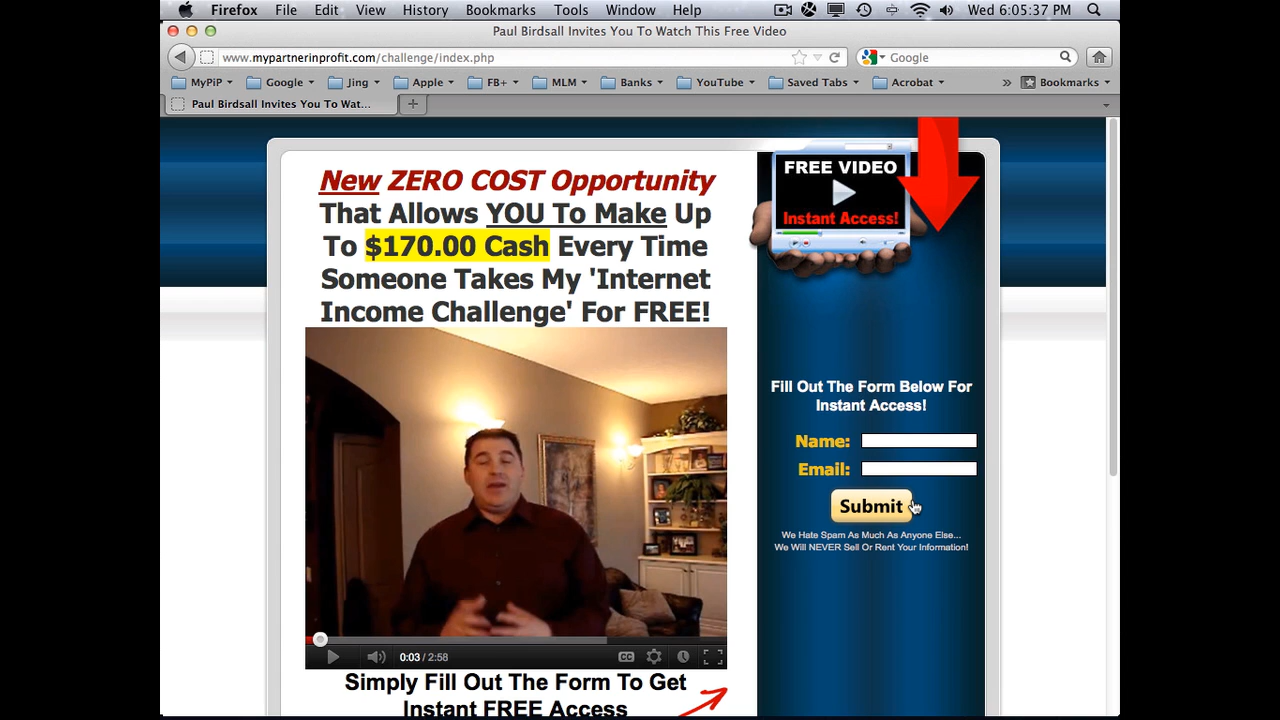 Firefox File Edit View History Bookmarks Tools Window Help Wed 6:05:37 PM
Paul Birdsall Invites You To Watch This Free Video
www.mypartnerinprofit.com/challenge/index.php Google
MyPiP Google Jing Apple FB+ MLM Banks YouTube Saved Tabs Acrobat » Bookmarks
Paul Birdsall Invites You To Wat... +
New ZERO COST Opportunity
That Allows YOU To Make Up
To $170.00 Cash Every Time
Someone Takes My 'Internet
Income Challenge' For FREE!
0:03 / 2:58 CC
Simply Fill Out The Form To Get
Instant FREE Access
FREE VIDEO
Instant Access!
Fill Out The Form Below For
Instant Access!
Name:
Email:
Submit
We Hate Spam As Much As Anyone Else...
We Will NEVER Sell Or Rent Your Information!